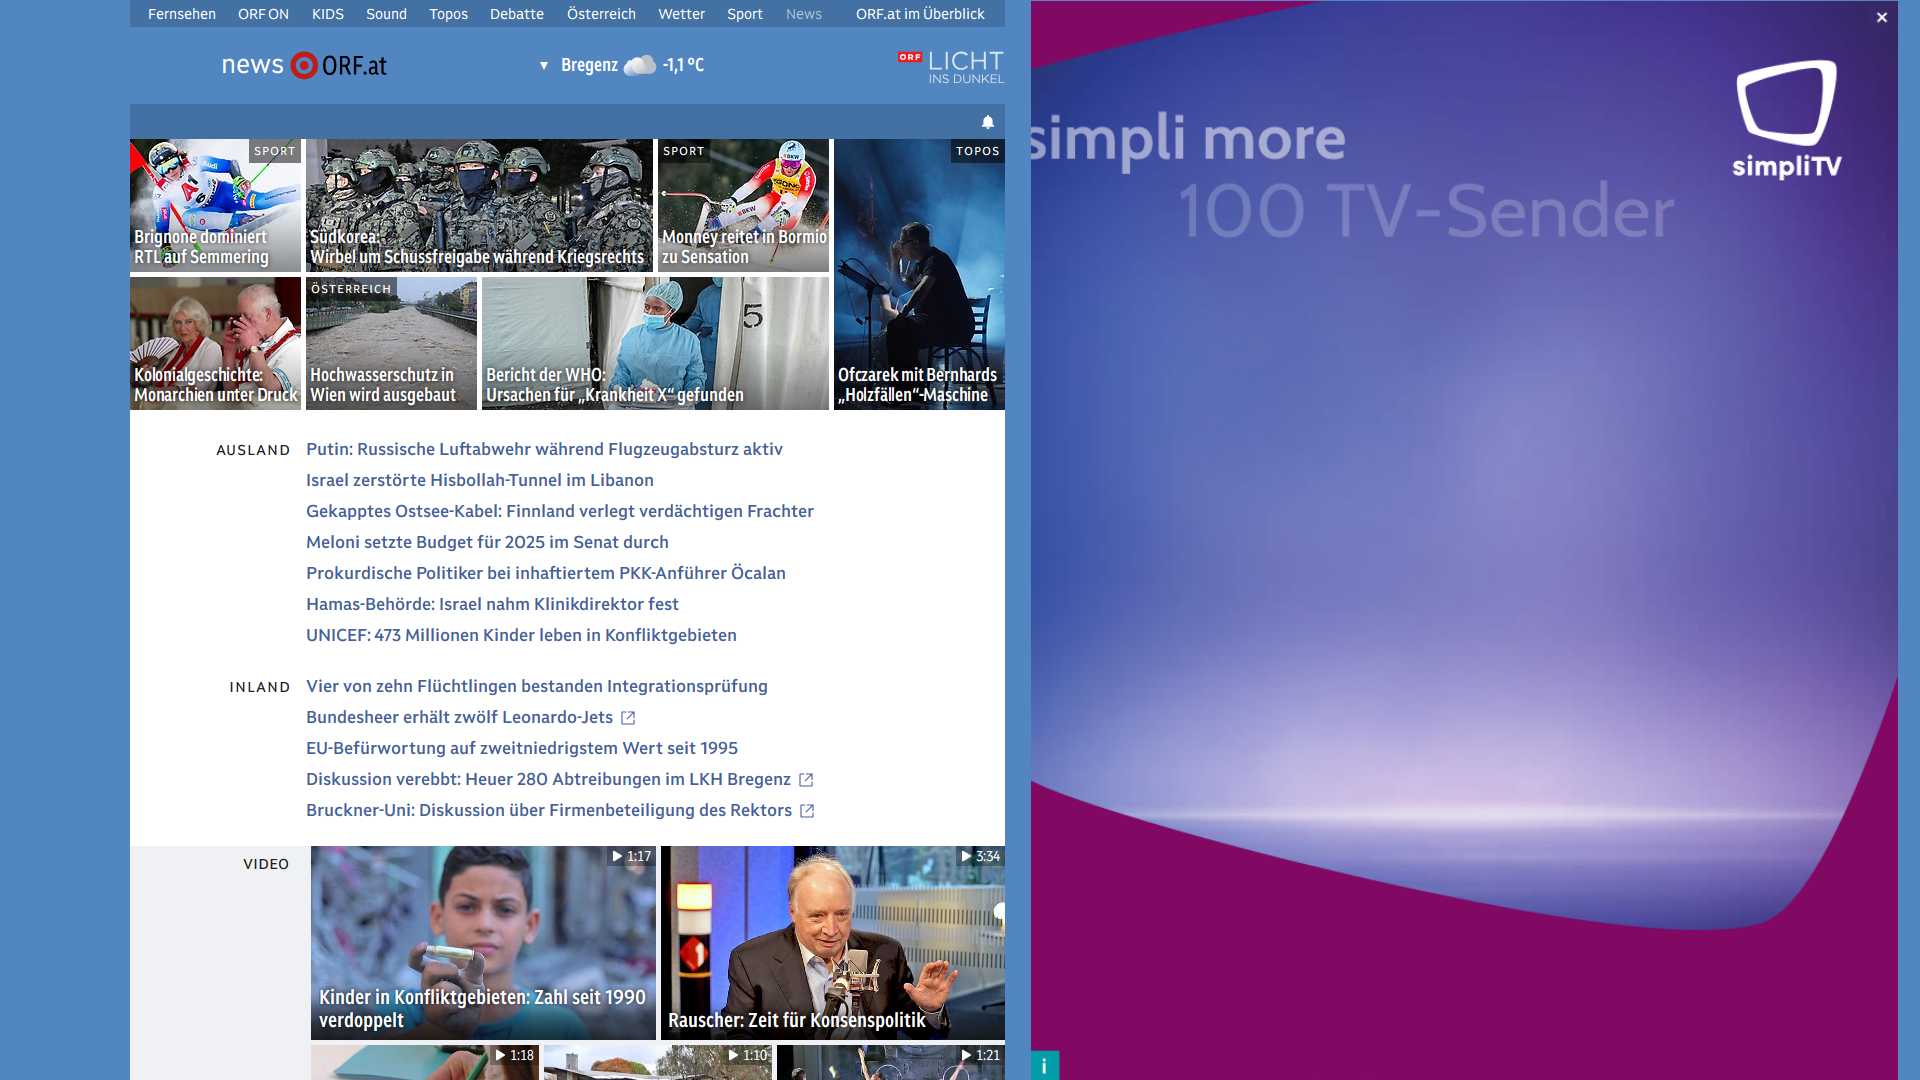 Fernsehen ORF ON KIDS Sound Topos Debatte Österreich Wetter Sport News ORF.at im Überblick
news ORF.at
▼ Bregenz -1,1 °C
ORF LICHT
INS DUNKEL
SPORT
Brignone dominiert
RTL auf Semmering
Südkorea:
Wirbel um Schussfreigabe während Kriegsrechts
SPORT
Monney reitet in Bormio
zu Sensation
TOPOS
Ofczarek mit Bernhards
„Holzfällen“-Maschine
Kolonialgeschichte:
Monarchien unter Druck
ÖSTERREICH
Hochwasserschutz in
Wien wird ausgebaut
5
Bericht der WHO:
Ursachen für „Krankheit X“ gefunden
AUSLAND
Putin: Russische Luftabwehr während Flugzeugabsturz aktiv
Israel zerstörte Hisbollah-Tunnel im Libanon
Gekapptes Ostsee-Kabel: Finnland verlegt verdächtigen Frachter
Meloni setzte Budget für 2025 im Senat durch
Prokurdische Politiker bei inhaftiertem PKK-Anführer Öcalan
Hamas-Behörde: Israel nahm Klinikdirektor fest
UNICEF: 473 Millionen Kinder leben in Konfliktgebieten
INLAND
Vier von zehn Flüchtlingen bestanden Integrationsprüfung
Bundesheer erhält zwölf Leonardo-Jets
EU-Befürwortung auf zweitniedrigstem Wert seit 1995
Diskussion verebbt: Heuer 280 Abtreibungen im LKH Bregenz
Bruckner-Uni: Diskussion über Firmenbeteiligung des Rektors
VIDEO
1:17
Kinder in Konfliktgebieten: Zahl seit 1990
verdoppelt
3:34
Rauscher: Zeit für Konsenspolitik
1:18
1:10
1:21
simpli more
100 TV-Sender
simpliTV